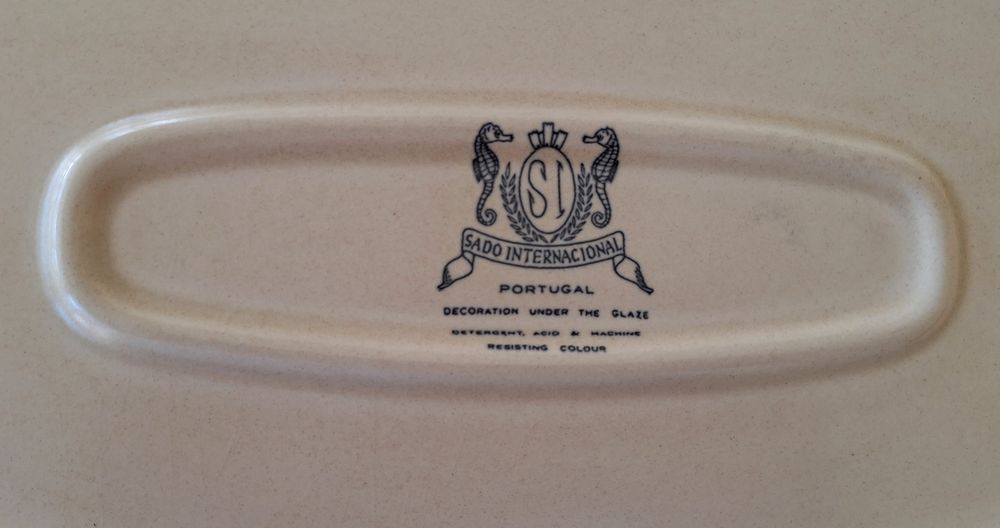 SI
SADO INTERNACIONAL
PORTUGAL
DECORATION UNDER THE GLAZE
DETERGENT, ACID & MACHINE
RESISTING COLOUR